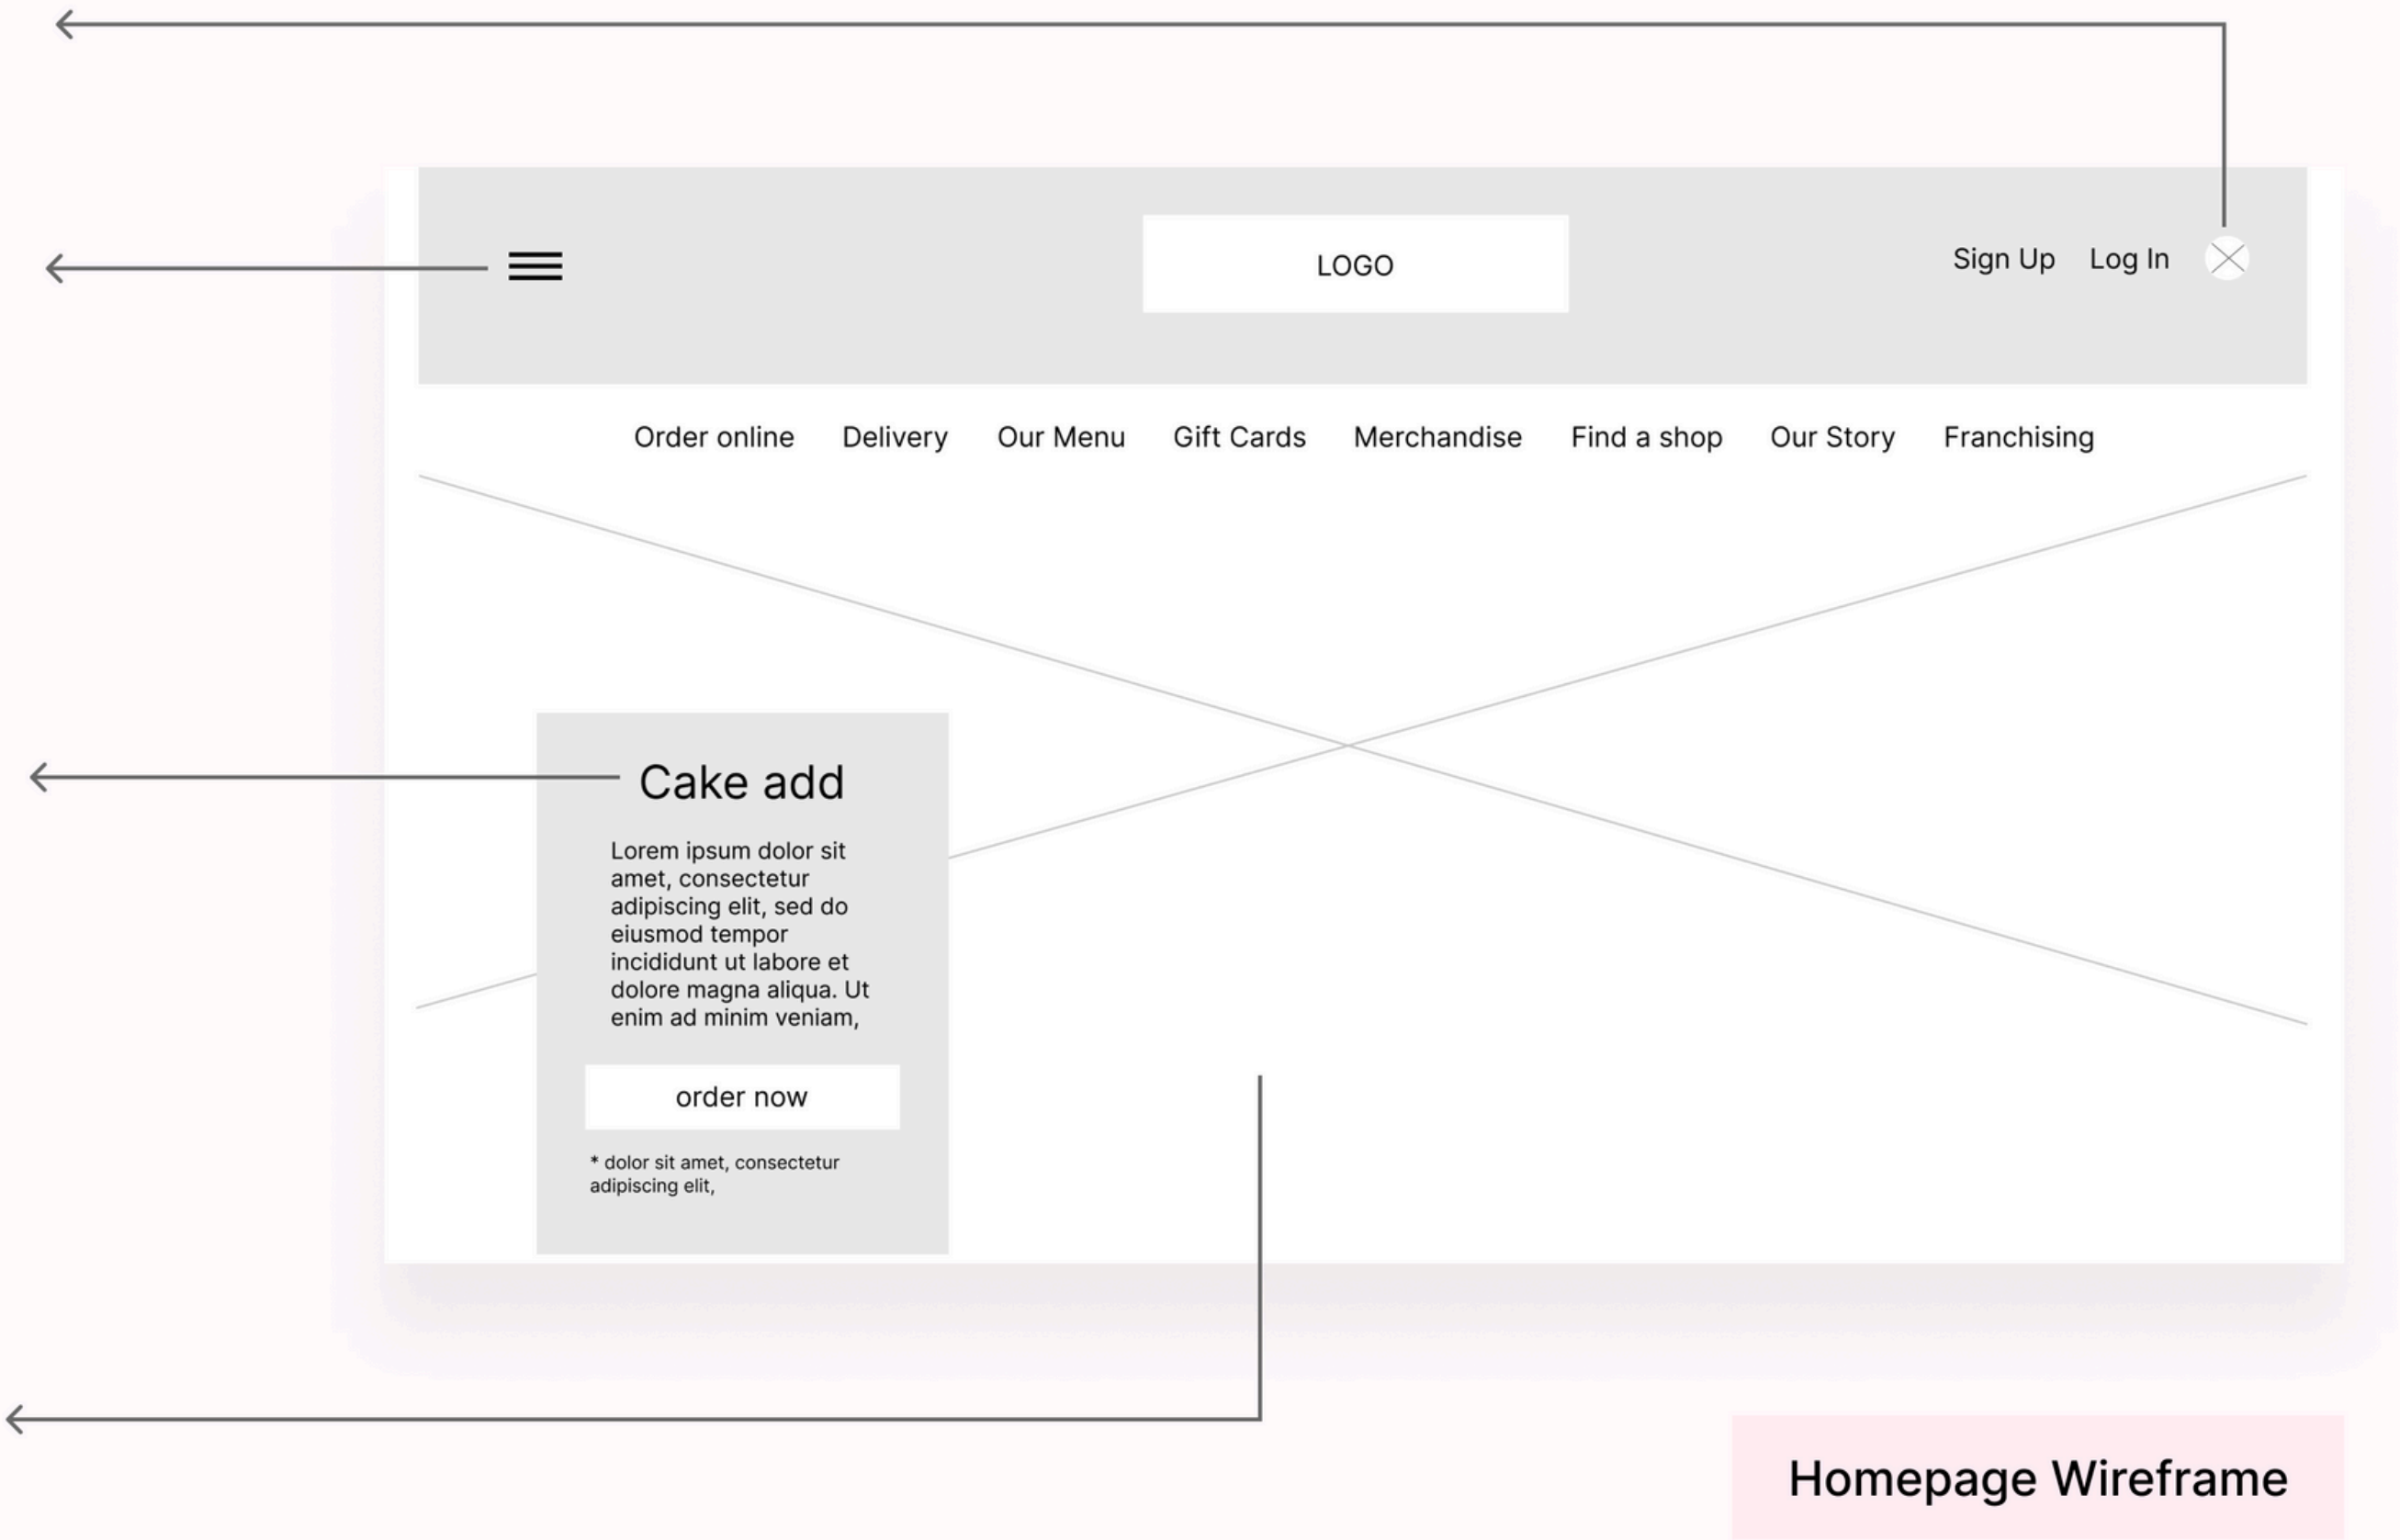 LOGO
Sign Up Log In
Order online Delivery Our Menu Gift Cards Merchandise Find a shop Our Story Franchising
Cake add
Lorem ipsum dolor sit
amet, consectetur
adipiscing elit, sed do
eiusmod tempor
incididunt ut labore et
dolore magna aliqua. Ut
enim ad minim veniam,
order now
* dolor sit amet, consectetur
adipiscing elit,
Homepage Wireframe